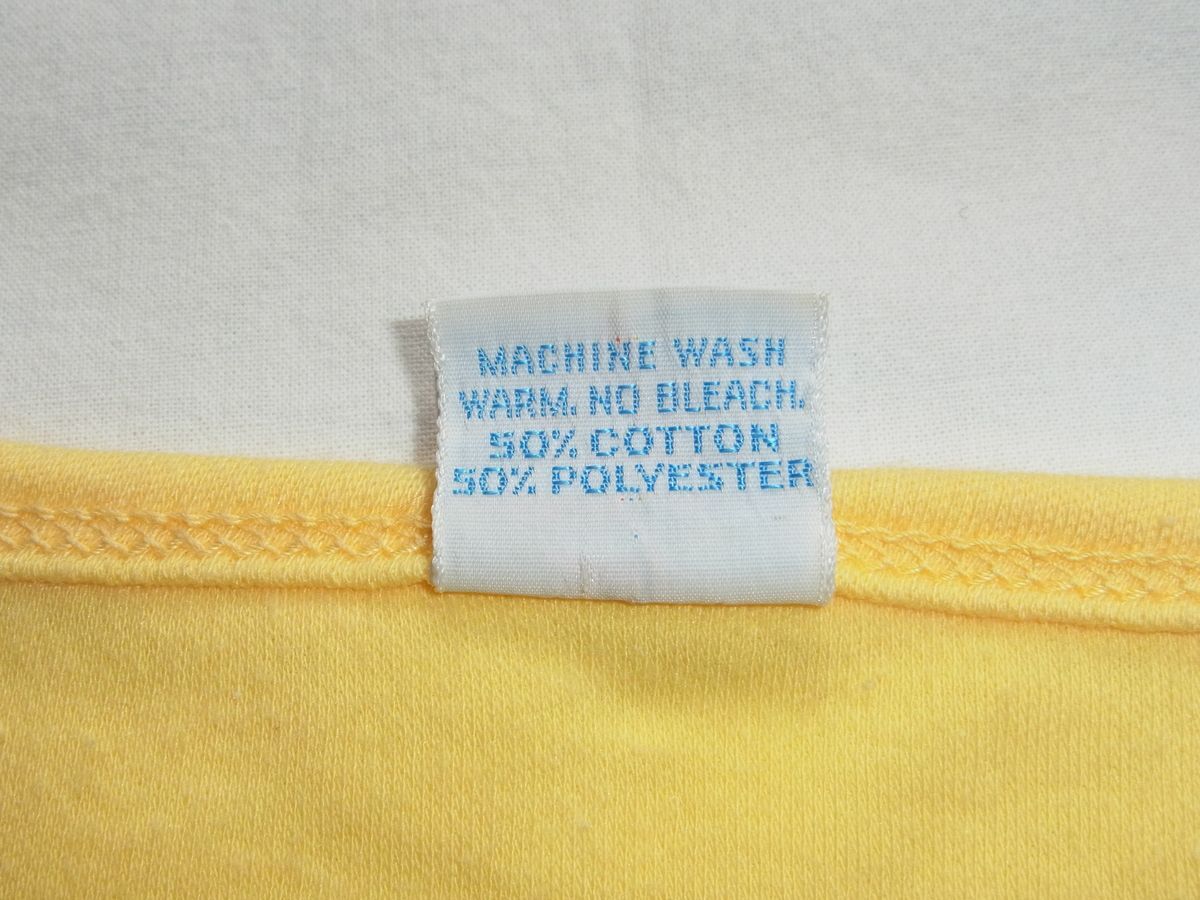 MACHINE WASH
WARM. NO BLEACH.
50% COTTON
50% POLYESTER